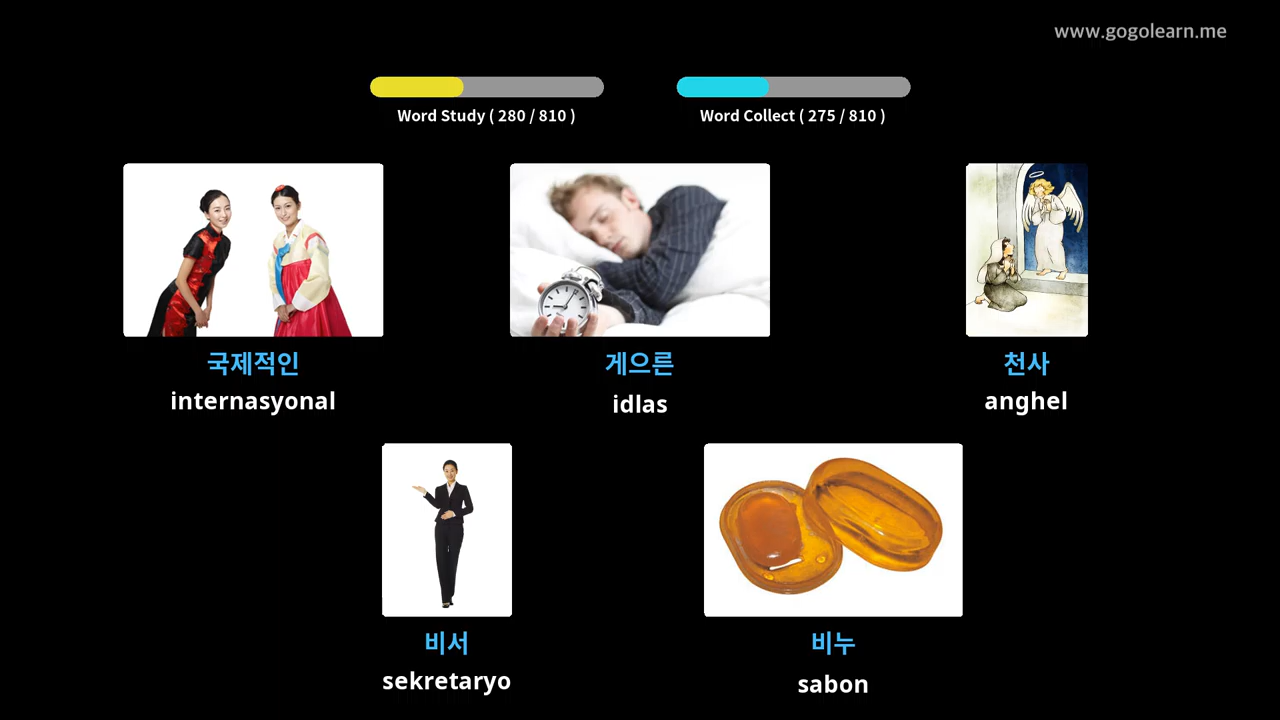 www.gogolearn.me
Word Study ( 280 / 810 )
Word Collect ( 275 / 810 )
국제적인
internasyonal
게으른
idlas
천사
anghel
비서
sekretaryo
비누
sabon